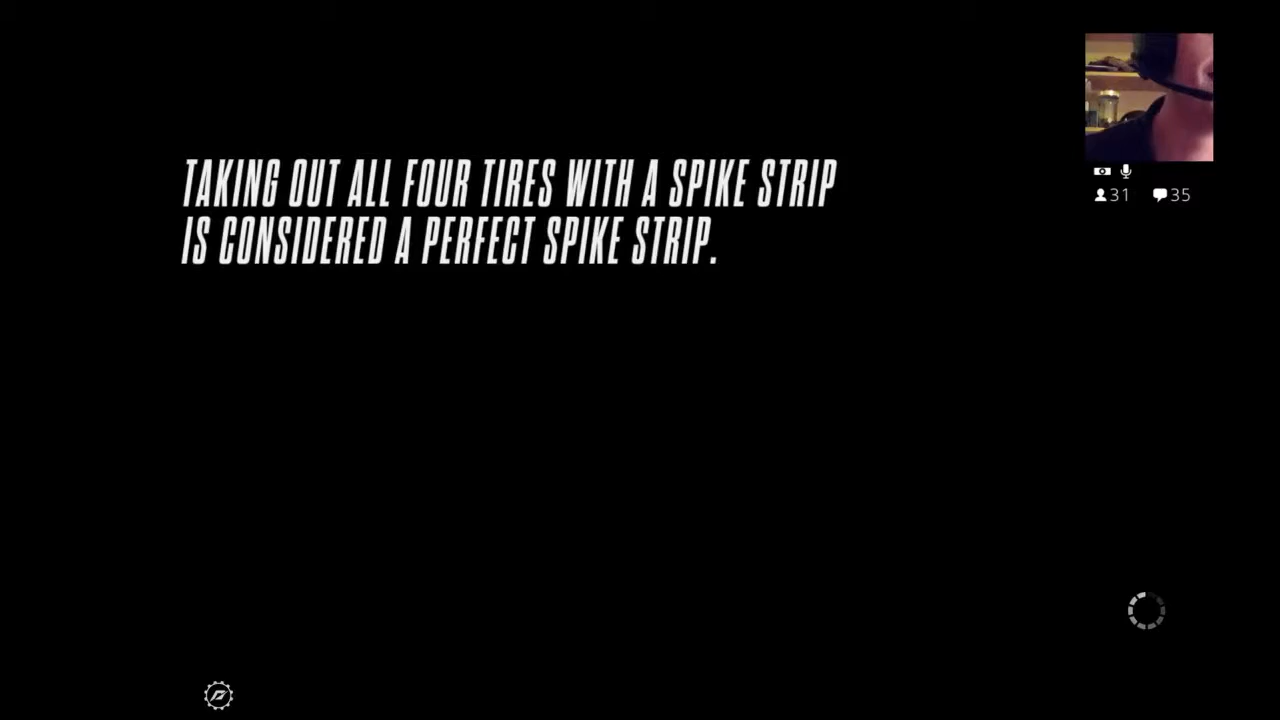 TAKING OUT ALL FOUR TIRES WITH A SPIKE STRIP
IS CONSIDERED A PERFECT SPIKE STRIP.
31 35